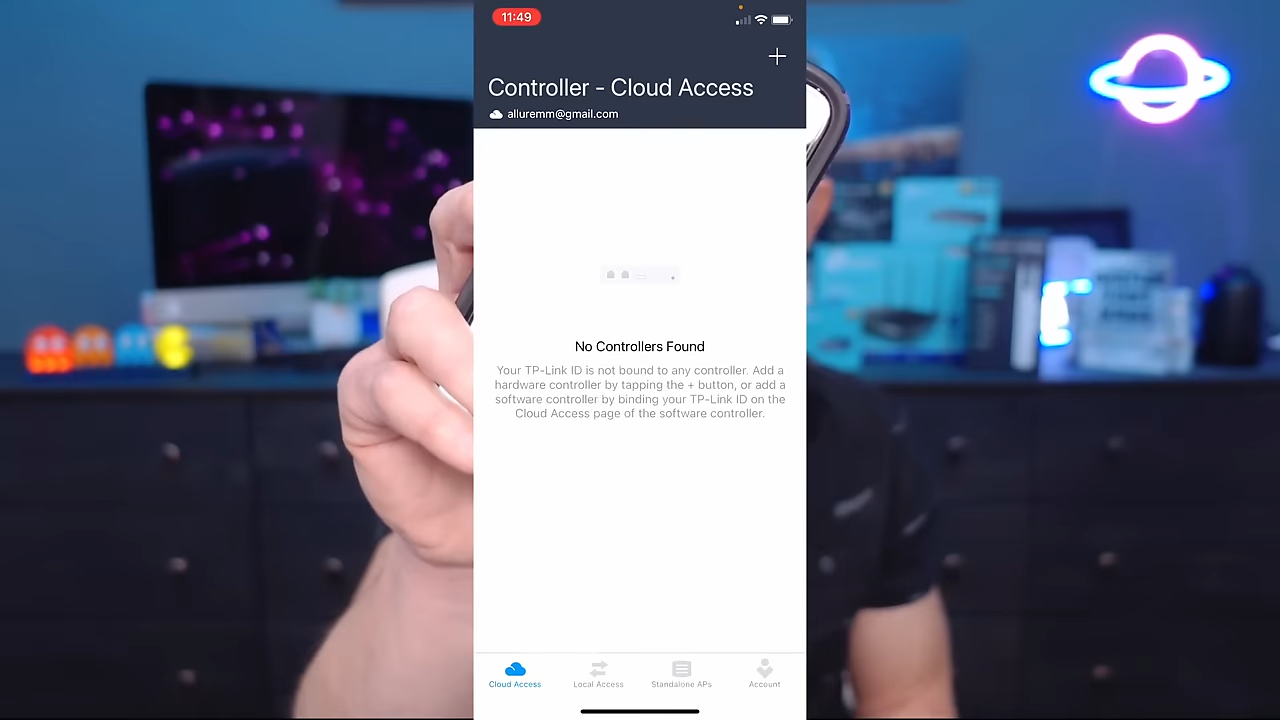 11:49
Controller - Cloud Access
alluremm@gmail.com
No Controllers Found
Your TP-Link ID is not bound to any controller. Add a
hardware controller by tapping the + button, or add a
software controller by binding your TP-Link ID on the
Cloud Access page of the software controller.
Cloud Access
Local Access
Standalone APs
Account